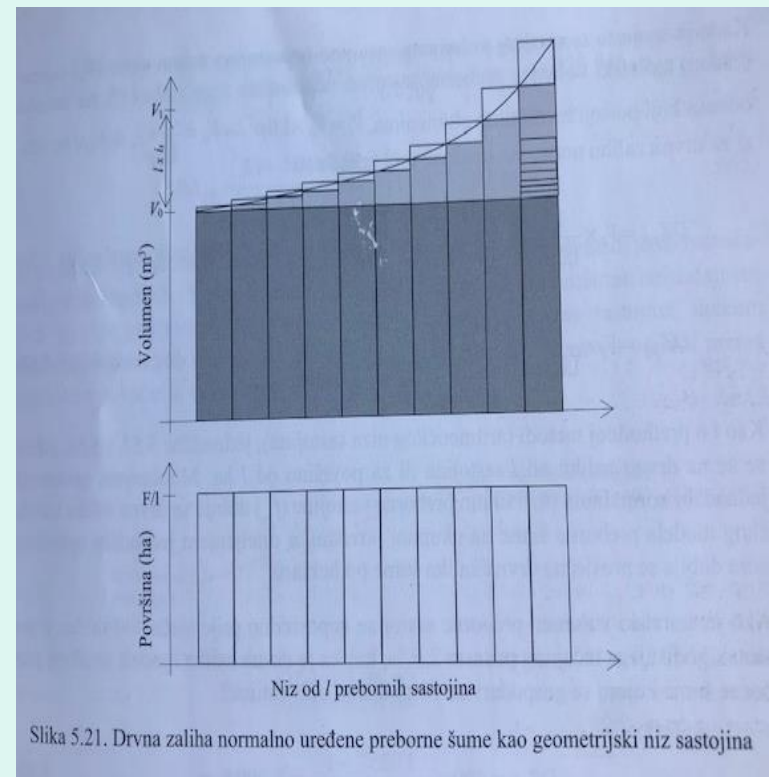 V₁
l x iₛ
V₀
Volumen (m³)
F/l
Površina (ha)
Niz od l prebornih sastojina
Slika 5.21. Drvna zaliha normalno uređene preborne šume kao geometrijski niz sastojina